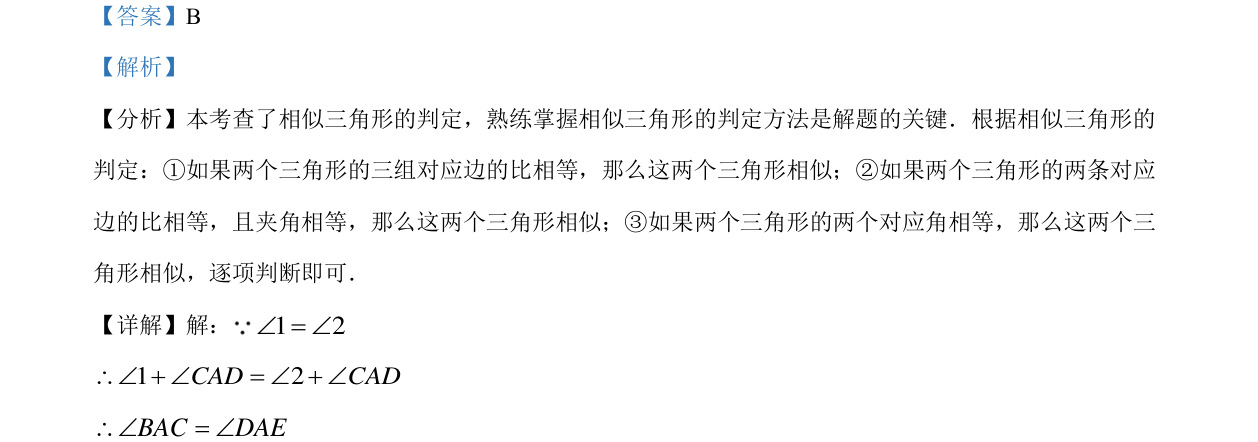 【答案】B
【解析】
【分析】本考查了相似三角形的判定，熟练掌握相似三角形的判定方法是解题的关键．根据相似三角形的
判定：①如果两个三角形的三组对应边的比相等，那么这两个三角形相似；②如果两个三角形的两条对应
边的比相等，且夹角相等，那么这两个三角形相似；③如果两个三角形的两个对应角相等，那么这两个三
角形相似，逐项判断即可．
【详解】解：∵∠1=∠2
∴∠1+∠CAD=∠2+∠CAD
∴∠BAC=∠DAE